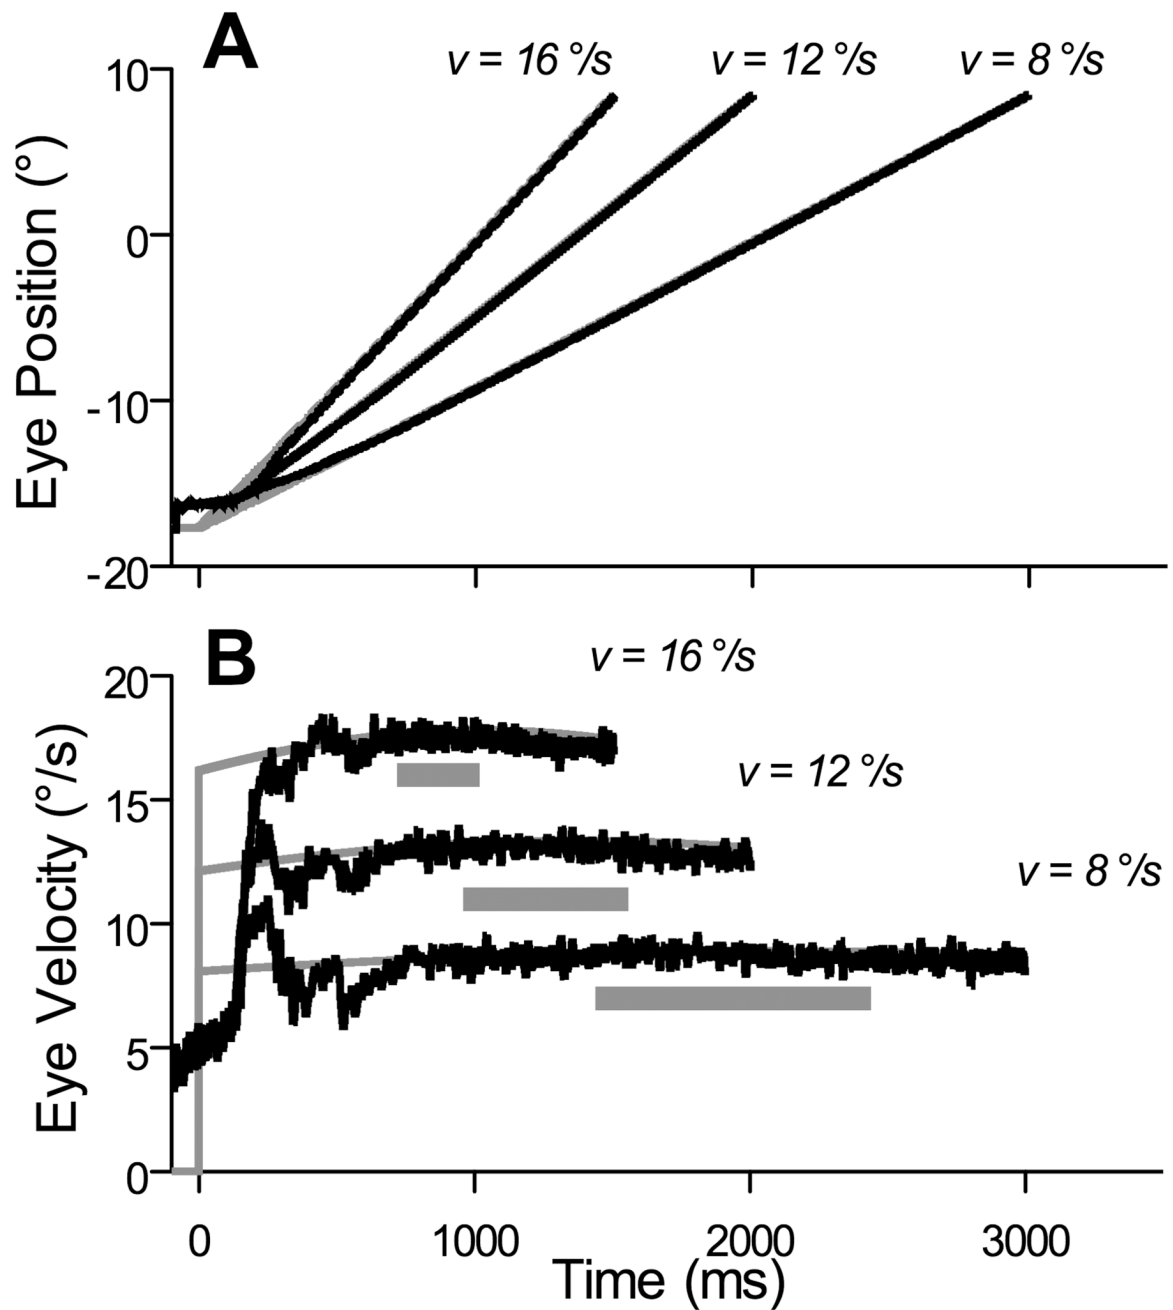 A
v = 16 °/s
v = 12 °/s
v = 8 °/s
10
0
-10
-20
Eye Position (°)
B
v = 16 °/s
v = 12 °/s
v = 8 °/s
20
15
10
5
0
Eye Velocity (°/s)
0
1000
2000
3000
Time (ms)